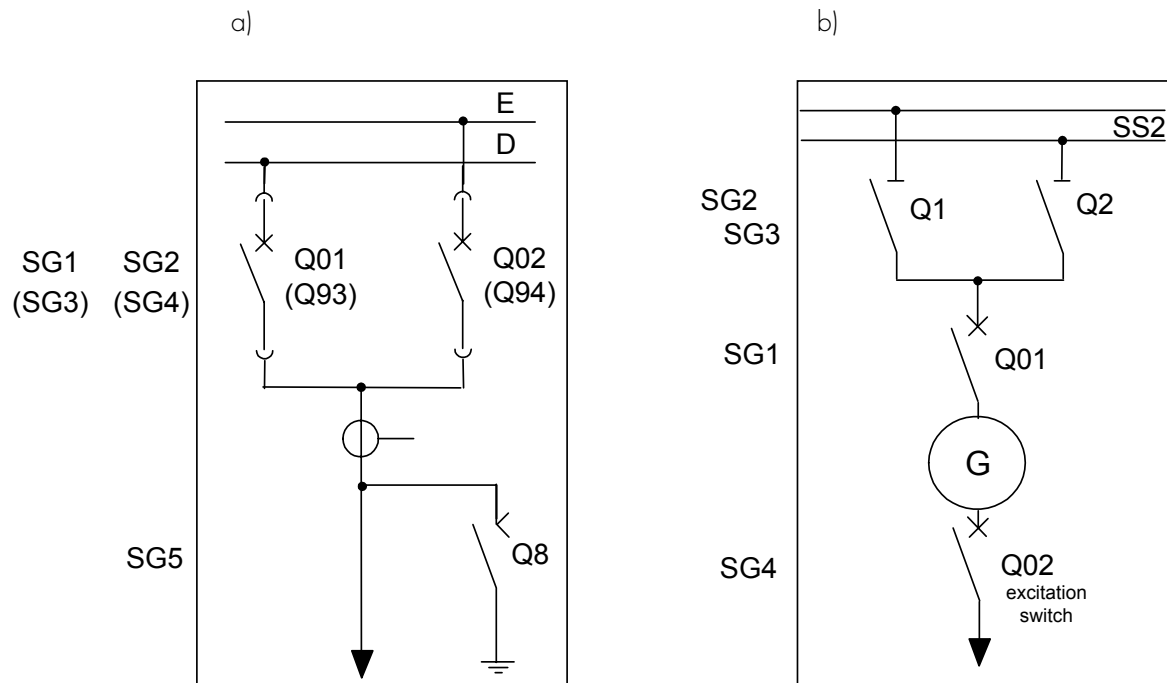 a)
E
D
SG1 SG2 Q01 Q02
(SG3) (SG4) (Q93) (Q94)
SG5 Q8
b)
SS2
SG2 Q1 Q2
SG3
SG1 Q01
G
SG4 Q02
excitation
switch